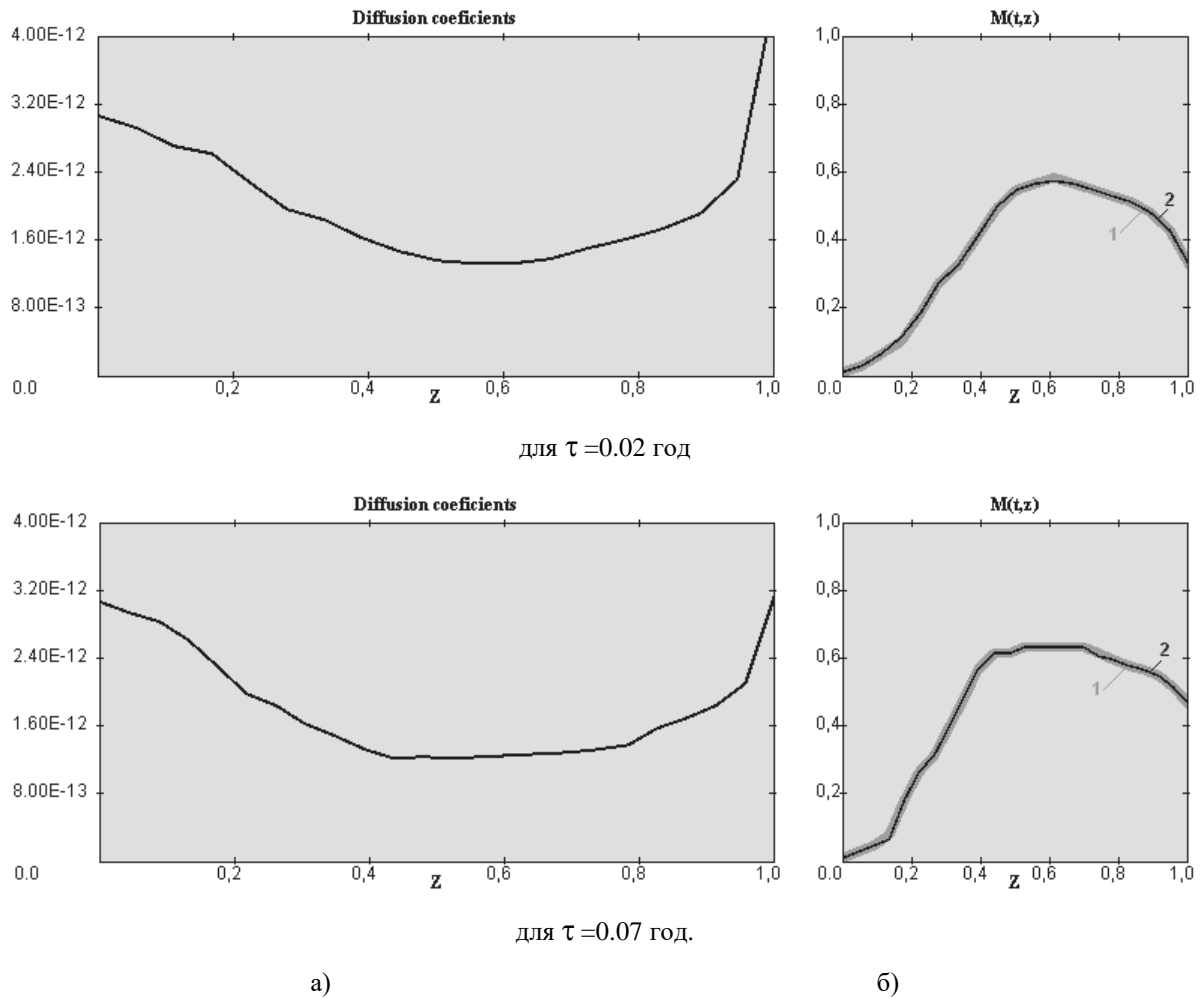 Diffusion coeficients
4.00E-12
3.20E-12
2.40E-12
1.60E-12
8.00E-13
0.0
0,2 0,4 0,6 0,8 1,0
Z
M(t,z)
1,0
0,8
0,6
0,4
0,2
0.0
0,2 0,4 0,6 0,8 1,0
Z
2
1
для τ =0.02 год
Diffusion coeficients
4.00E-12
3.20E-12
2.40E-12
1.60E-12
8.00E-13
0.0
0,2 0,4 0,6 0,8 1,0
Z
M(t,z)
1,0
0,8
0,6
0,4
0,2
0.0
0,2 0,4 0,6 0,8 1,0
Z
2
1
для τ =0.07 год.
а) б)